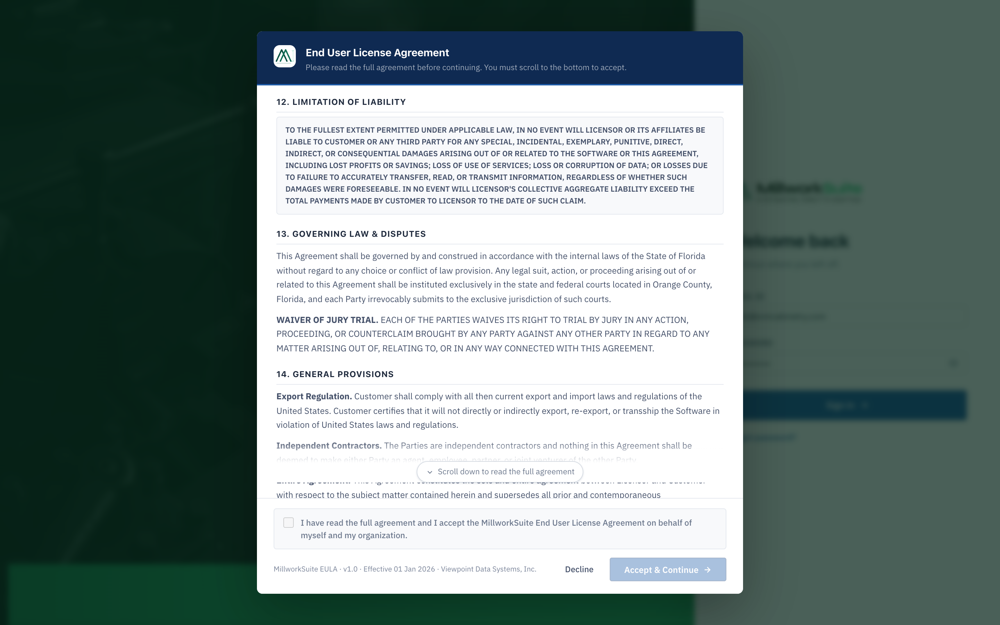 End User License Agreement
Please read the full agreement before continuing. You must scroll to the bottom to accept.
12. LIMITATION OF LIABILITY
TO THE FULLEST EXTENT PERMITTED UNDER APPLICABLE LAW, IN NO EVENT WILL LICENSOR OR ITS AFFILIATES BE
LIABLE TO CUSTOMER OR ANY THIRD PARTY FOR ANY SPECIAL, INCIDENTAL, EXEMPLARY, PUNITIVE, DIRECT,
INDIRECT, OR CONSEQUENTIAL DAMAGES ARISING OUT OF OR RELATED TO THE SOFTWARE OR THIS AGREEMENT,
INCLUDING LOST PROFITS OR SAVINGS; LOSS OF USE OF SERVICES; LOSS OR CORRUPTION OF DATA; OR LOSSES DUE
TO FAILURE TO ACCURATELY TRANSFER, READ, OR TRANSMIT INFORMATION, REGARDLESS OF WHETHER SUCH
DAMAGES WERE FORESEEABLE. IN NO EVENT WILL LICENSOR'S COLLECTIVE AGGREGATE LIABILITY EXCEED THE
TOTAL PAYMENTS MADE BY CUSTOMER TO LICENSOR TO THE DATE OF SUCH CLAIM.
13. GOVERNING LAW & DISPUTES
This Agreement shall be governed by and construed in accordance with the internal laws of the State of Florida
without regard to any choice or conflict of law provision. Any legal suit, action, or proceeding arising out of or
related to this Agreement shall be instituted exclusively in the state and federal courts located in Orange County,
Florida, and each Party irrevocably submits to the exclusive jurisdiction of such courts.
WAIVER OF JURY TRIAL. EACH OF THE PARTIES WAIVES ITS RIGHT TO TRIAL BY JURY IN ANY ACTION,
PROCEEDING, OR COUNTERCLAIM BROUGHT BY ANY PARTY AGAINST ANY OTHER PARTY IN REGARD TO ANY
MATTER ARISING OUT OF, RELATING TO, OR IN ANY WAY CONNECTED WITH THIS AGREEMENT.
14. GENERAL PROVISIONS
Export Regulation. Customer shall comply with all then current export and import laws and regulations of the
United States. Customer certifies that it will not directly or indirectly export, re-export, or transship the Software in
violation of United States laws and regulations.
Independent Contractors. The Parties are independent contractors and nothing in this Agreement shall be
deemed to make either Party an agent, employee, partner, or joint venturer of the other Party.
Scroll down to read the full agreement
Entire Agreement. This Agreement constitutes the sole and entire agreement between Licensor and Customer
with respect to the subject matter contained herein and supersedes all prior and contemporaneous
I have read the full agreement and I accept the MillworkSuite End User License Agreement on behalf of
myself and my organization.
MillworkSuite EULA · v1.0 · Effective 01 Jan 2026 · Viewpoint Data Systems, Inc.
Decline
Accept & Continue →
MillworkSuite
back
Sign in